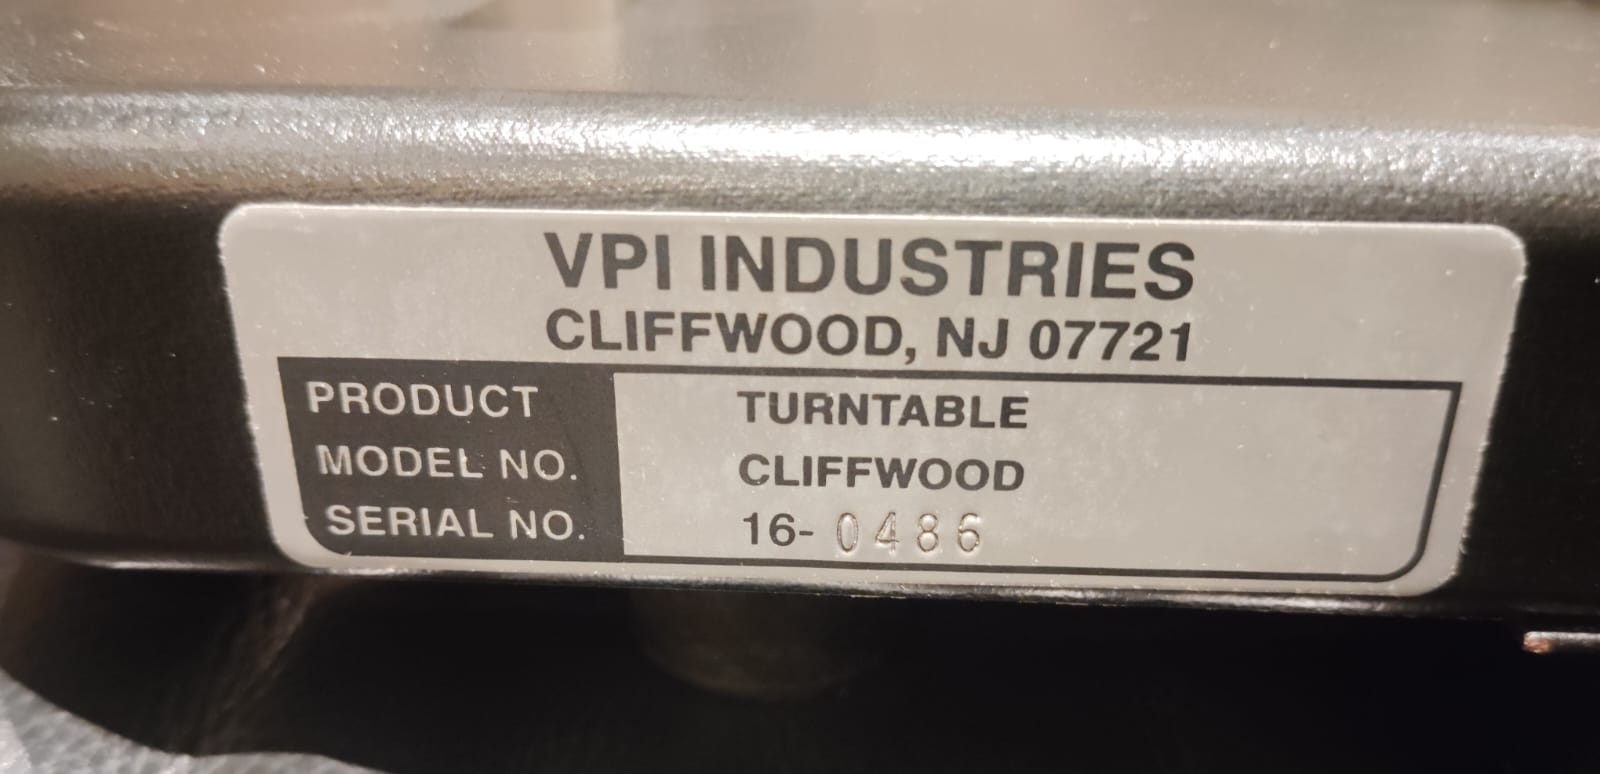 VPI INDUSTRIES
CLIFFWOOD, NJ 07721
PRODUCT TURNTABLE
MODEL NO. CLIFFWOOD
SERIAL NO. 16- 0486